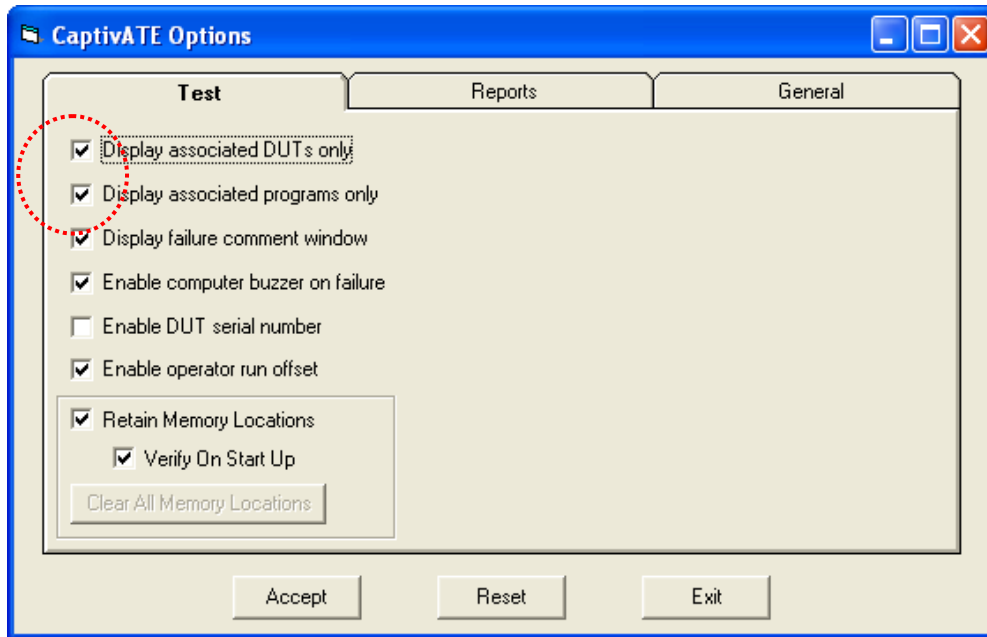 CaptivATE Options
Test Reports General
Display associated DUTs only
Display associated programs only
Display failure comment window
Enable computer buzzer on failure
Enable DUT serial number
Enable operator run offset
Retain Memory Locations
Verify On Start Up
Clear All Memory Locations
Accept Reset Exit